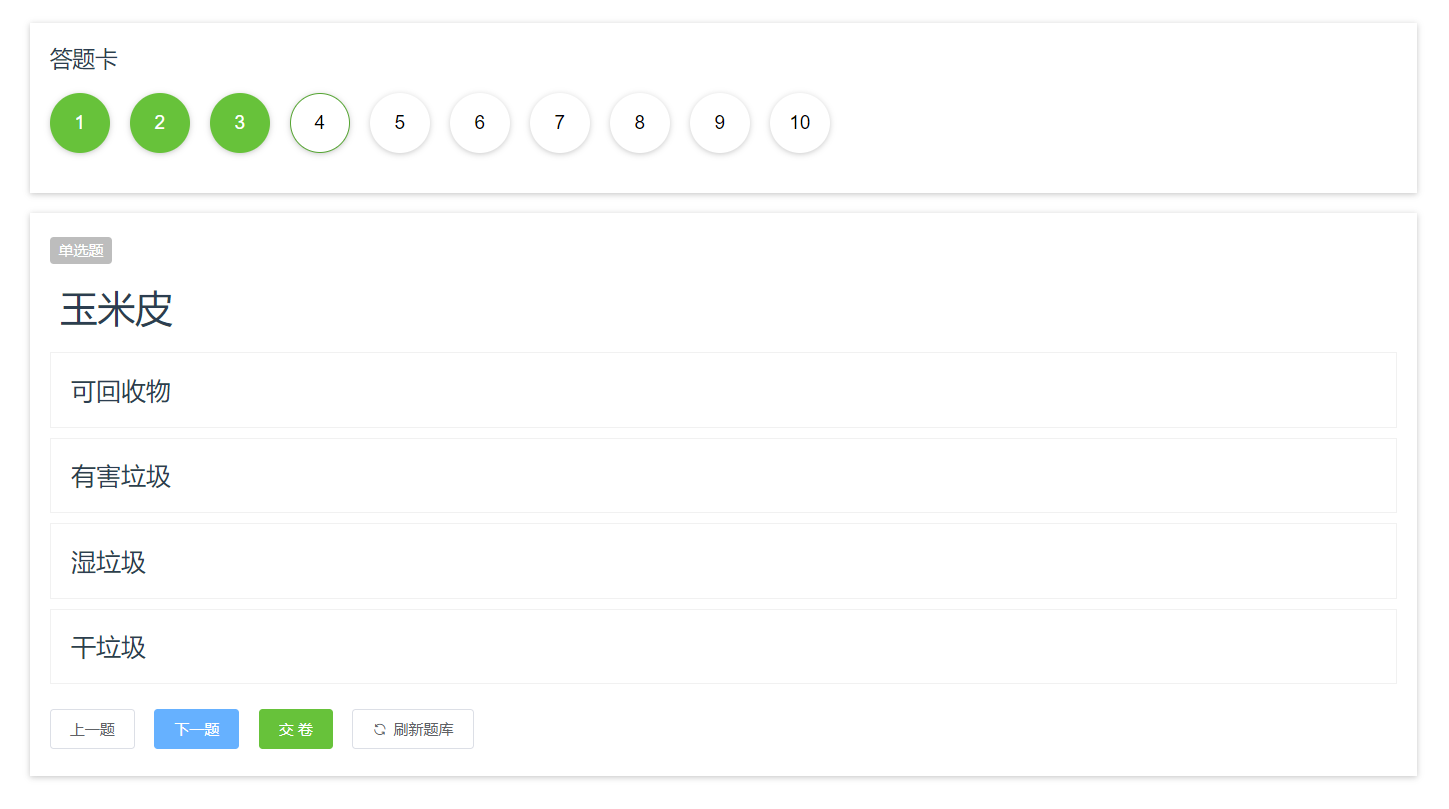 答题卡
1 2 3 4 5 6 7 8 9 10
单选题
玉米皮
可回收物
有害垃圾
湿垃圾
干垃圾
上一题 下一题 交 卷 刷新题库